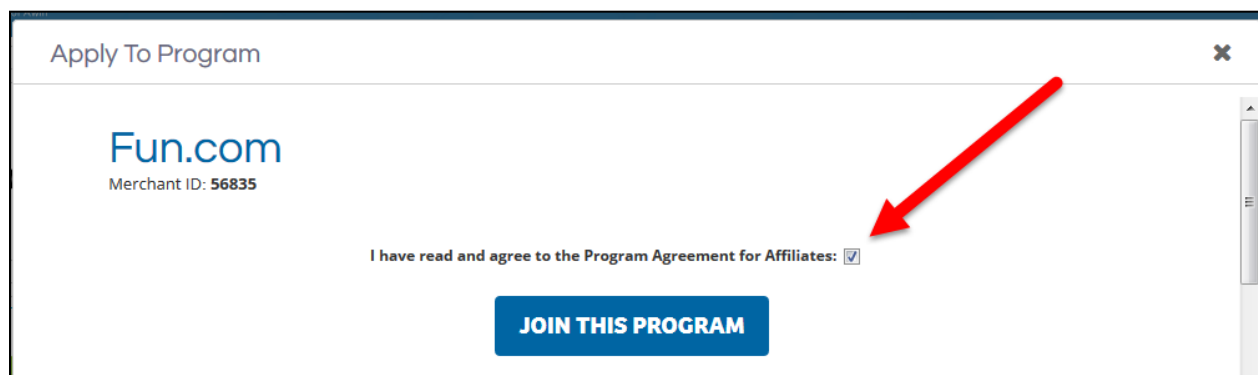 Apply To Program
Fun.com
Merchant ID: 56835
I have read and agree to the Program Agreement for Affiliates:
JOIN THIS PROGRAM